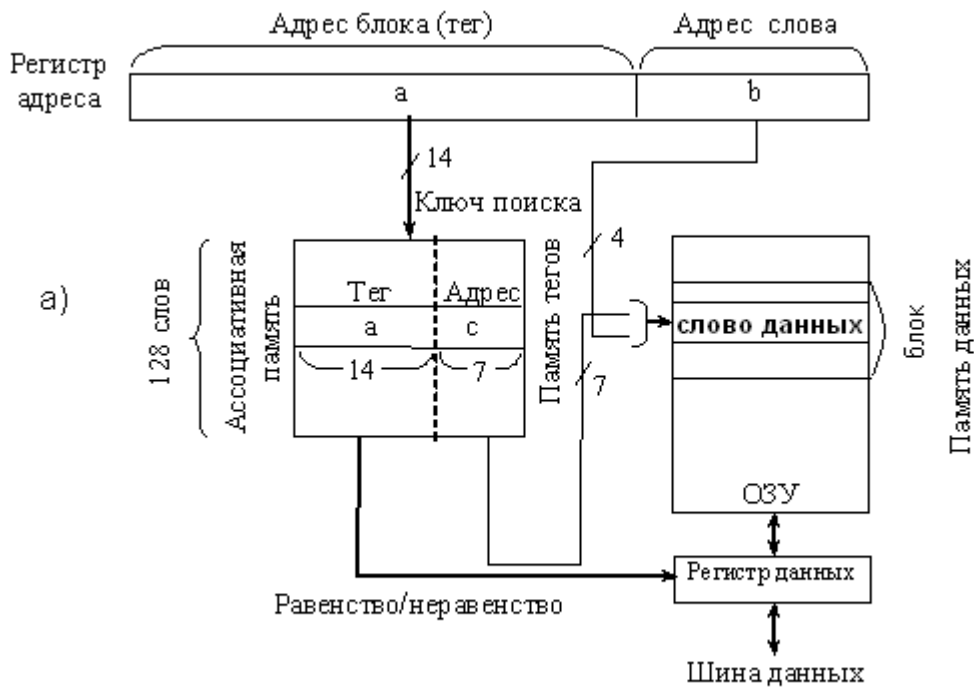 Адрес блока (тег)
Адрес слова
Регистр
адреса
a
b
14
Ключ поиска
4
а)
128 слов
Ассоциативная
память
Тег
Адрес
a
c
14
7
Память тегов
7
слово данных
блок
Память данных
ОЗУ
Регистр данных
Равенство/неравенство
Шина данных